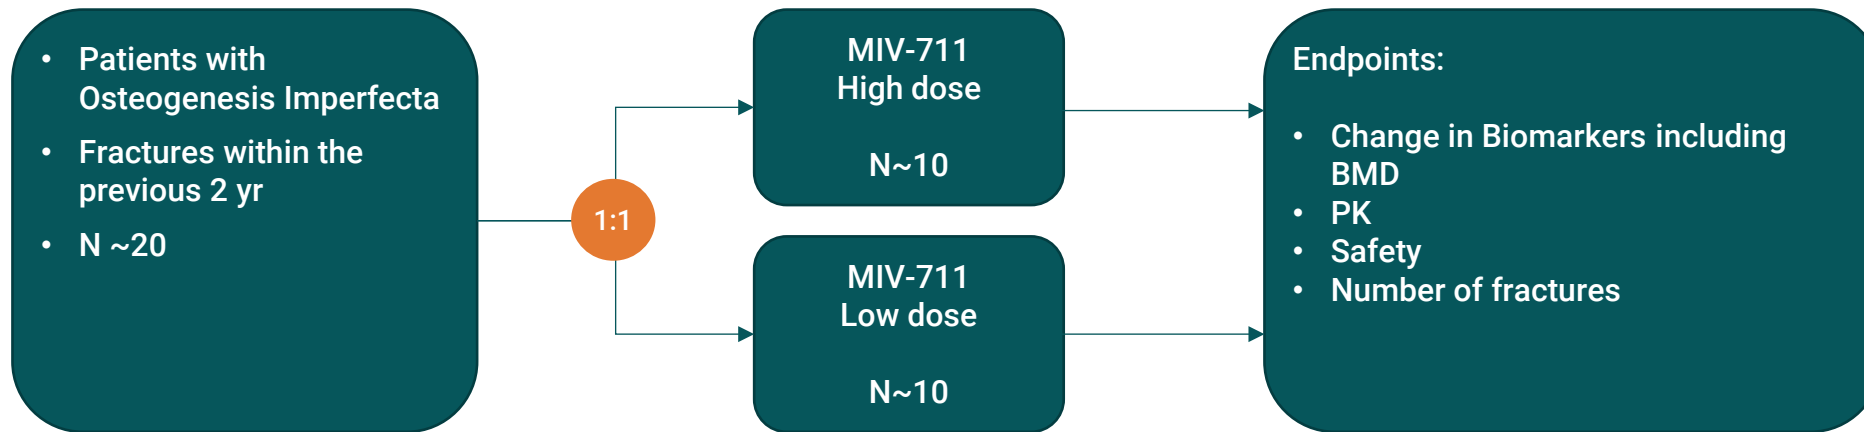 • Patients with
Osteogenesis Imperfecta
• Fractures within the
previous 2 yr
• N ~20
1:1
MIV-711
High dose
N~10
MIV-711
Low dose
N~10
Endpoints:
• Change in Biomarkers including
BMD
• PK
• Safety
• Number of fractures